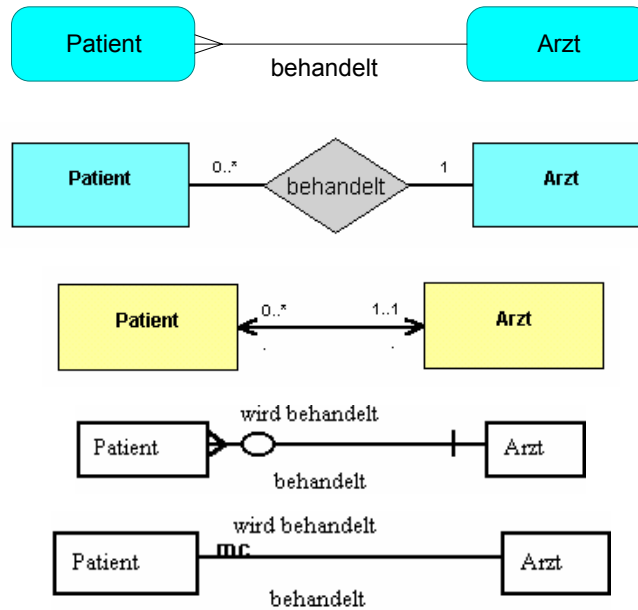 Patient Arzt
behandelt
0..* 1
Patient behandelt Arzt
0..* 1..1
Patient Arzt
. .
wird behandelt
Patient Arzt
behandelt
wird behandelt
mc
Patient Arzt
behandelt